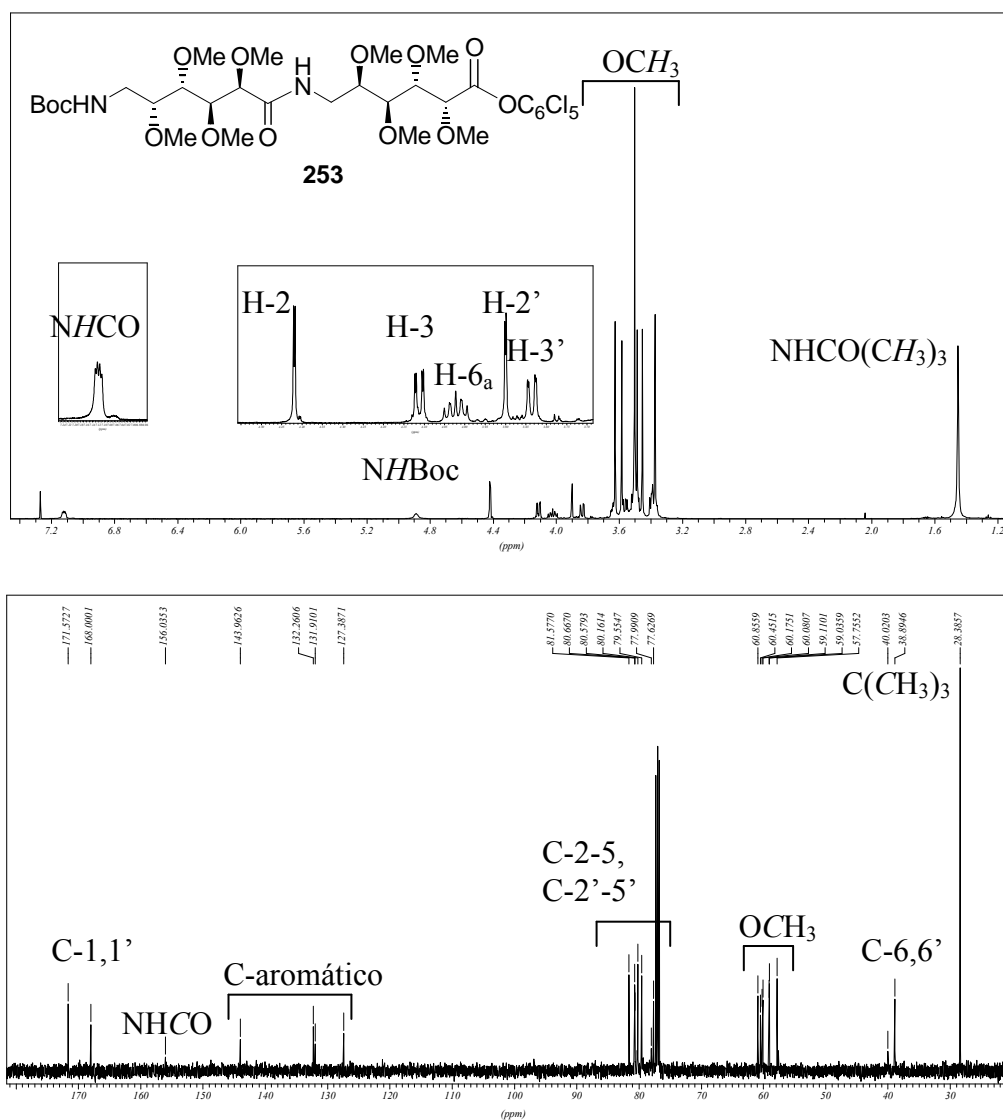 OMe OMe OMe OMe O
BocHN N H O OC6Cl5
OMe OMe O OMe OMe
253
OCH3
NHCO
H-2
H-3
H-6a
H-2’
H-3’
NHBoc
NHCO(CH3)3
7.2 6.8 6.4 6.0 5.6 5.2 4.8 4.4 4.0 3.6 3.2 2.8 2.4 2.0 1.6 1.2
(ppm)
171.5727
168.0001
156.0353
143.9626
132.2606
131.9101
127.3871
81.5770
80.6670
80.5793
80.1614
79.5547
77.9909
77.6269
60.8559
60.4515
60.1751
60.0807
59.1101
59.0359
57.7552
40.0203
38.8946
28.3857
C(CH3)3
C-2-5,
C-2’-5’
C-1,1’
C-aromático
NHCO
OCH3
C-6,6’
170 160 150 140 130 120 110 100 90 80 70 60 50 40 30
(ppm)